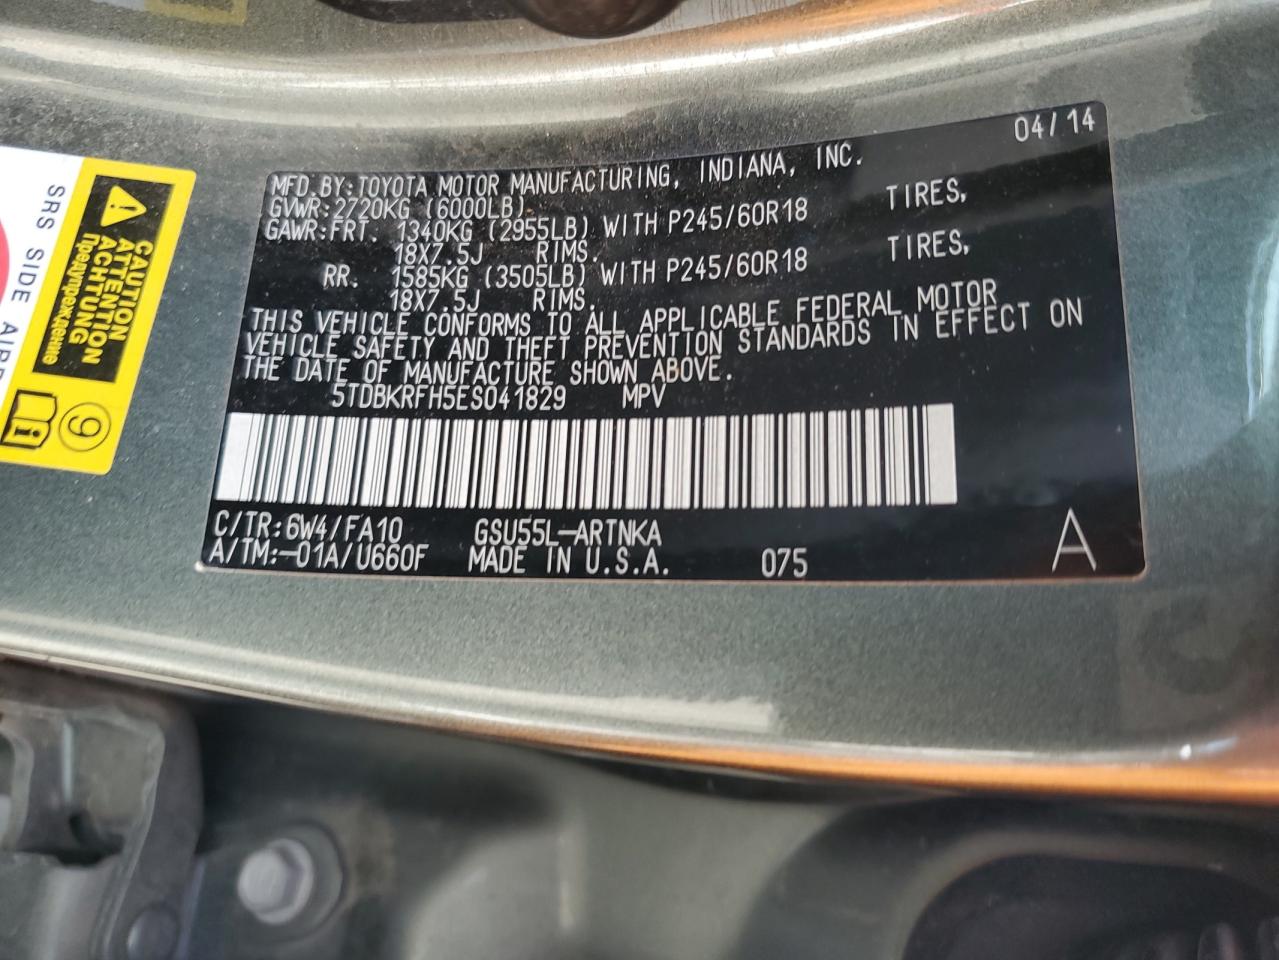 04/14
MFD.BY:TOYOTA MOTOR MANUFACTURING, INDIANA, INC.
GVWR:2720KG (6000LB)
GAWR:FRT. 1340KG (2955LB) WITH P245/60R18 TIRES,
18X7.5J RIMS.
RR. 1585KG (3505LB) WITH P245/60R18 TIRES,
18X7.5J RIMS.
THIS VEHICLE CONFORMS TO ALL APPLICABLE FEDERAL MOTOR
VEHICLE SAFETY AND THEFT PREVENTION STANDARDS IN EFFECT ON
THE DATE OF MANUFACTURE SHOWN ABOVE.
5TDBKRFH5ES041829 MPV
C/TR:6W4/FA10 GSU55L-ARTNKA
A/TM:-01A/U660F MADE IN U.S.A. 075 A
CAUTION
ATTENTION
ACHTUNG
Предупреждение
9
SRS SIDE